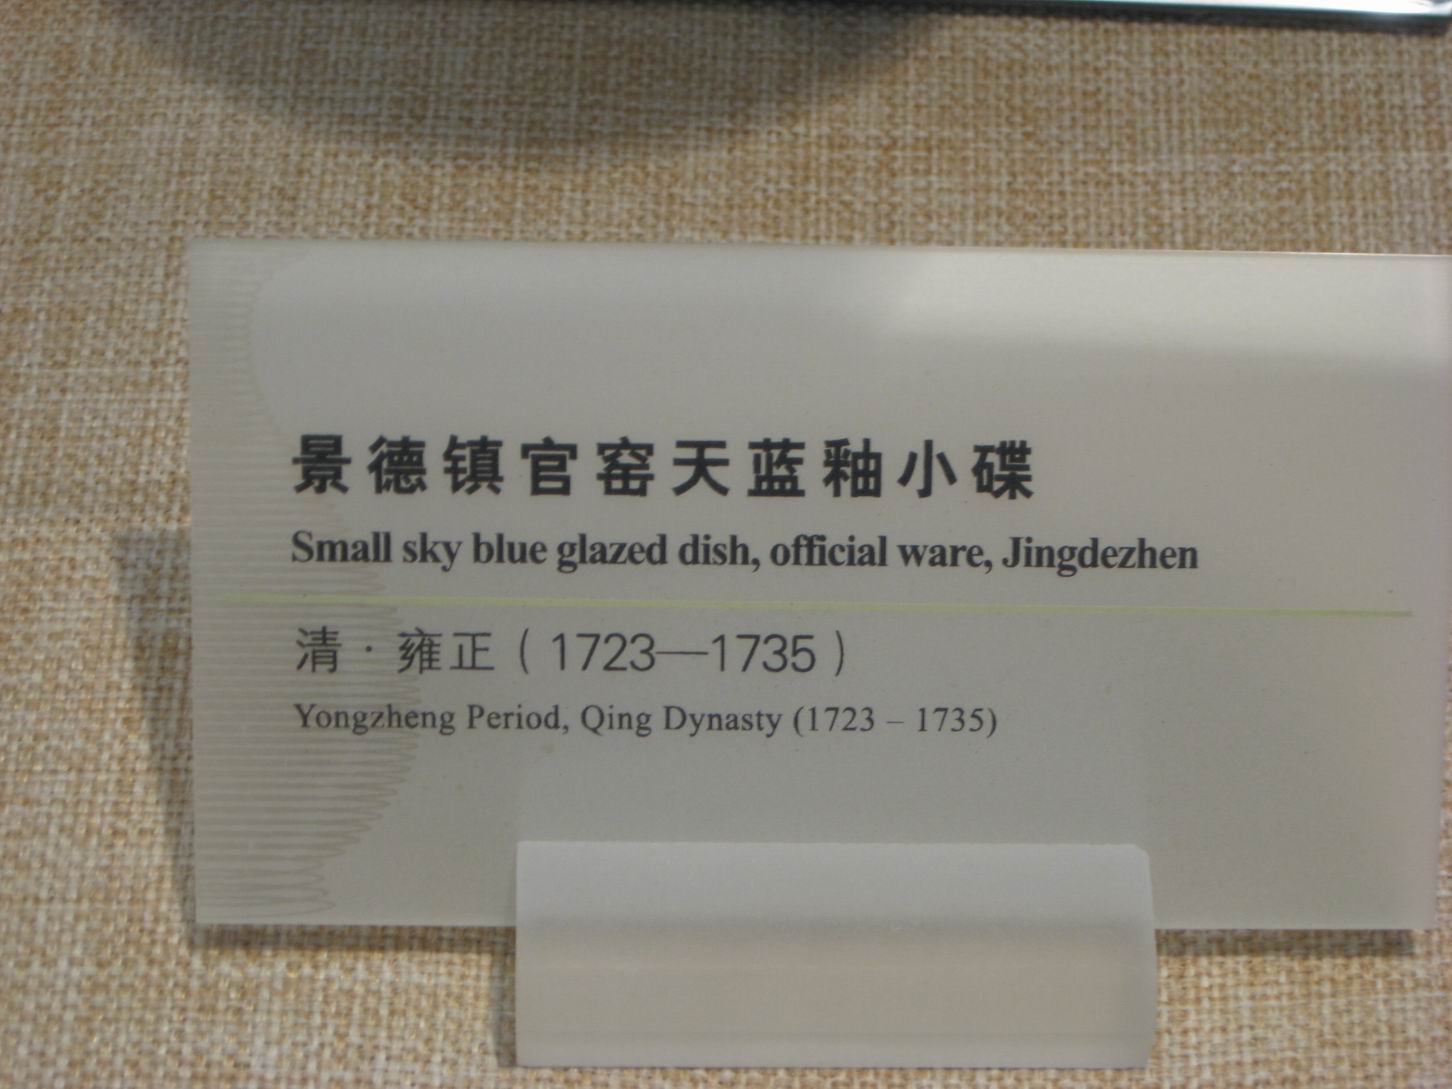 景德镇官窑天蓝釉小碟
Small sky blue glazed dish, official ware, Jingdezhen
清·雍正（1723—1735）
Yongzheng Period, Qing Dynasty (1723 – 1735)